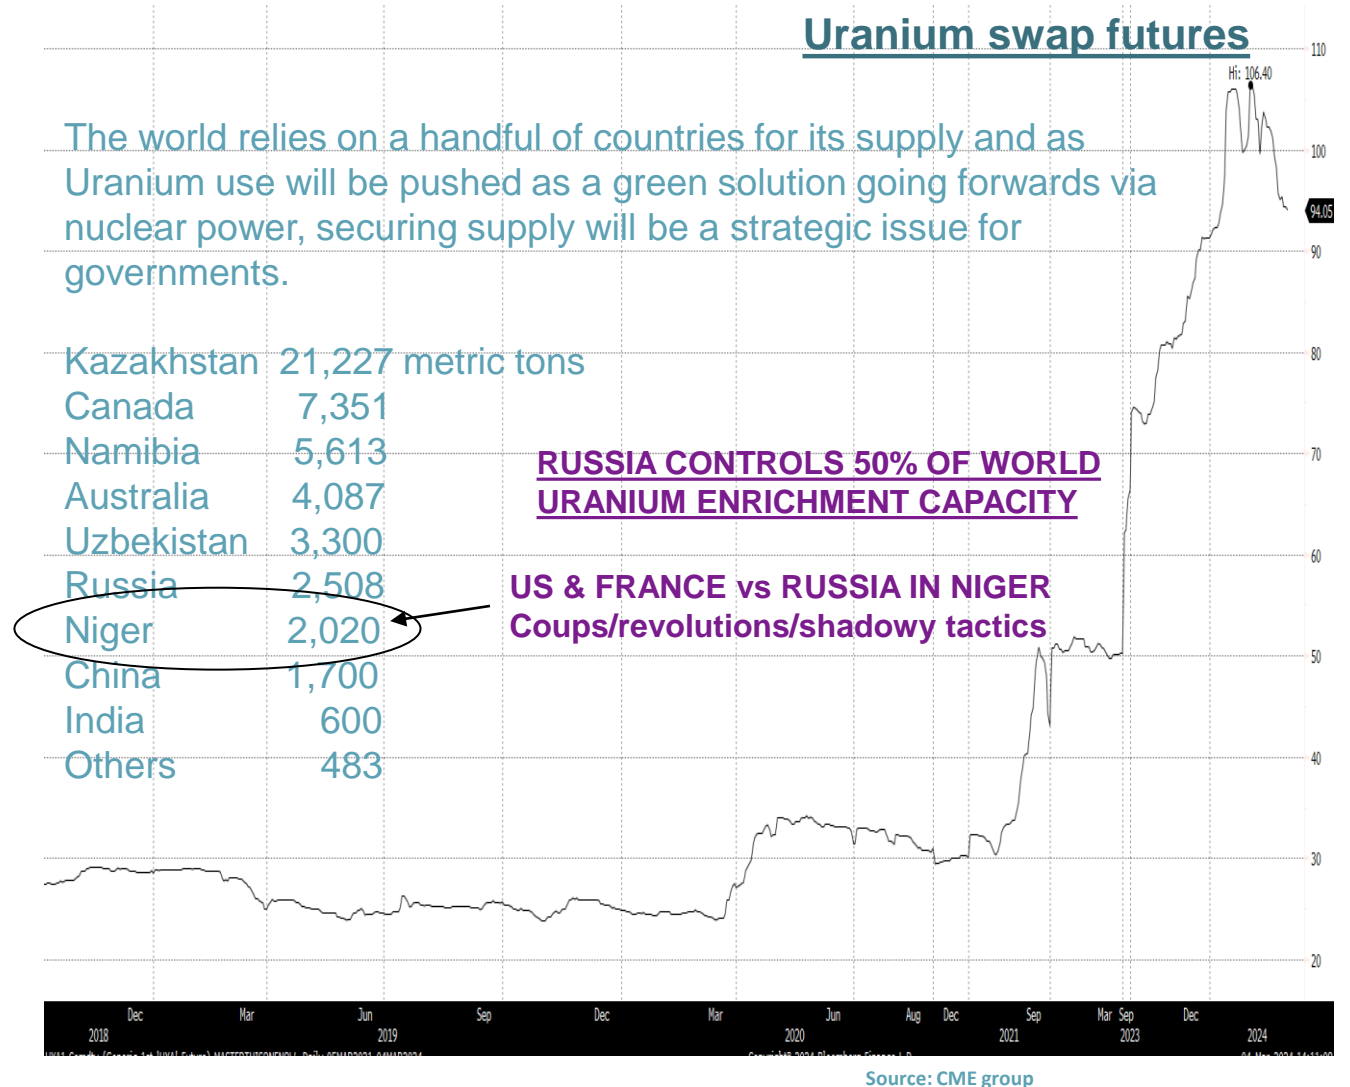 Uranium swap futures
110
Hi: 106.40
The world relies on a handful of countries for its supply and as
100
Uranium use will be pushed as a green solution going forwards via
94.05
nuclear power, securing supply will be a strategic issue for
90
governments.
Kazakhstan 21,227 metric tons
80
Canada 7,351
Namibia 5,613
70
RUSSIA CONTROLS 50% OF WORLD
URANIUM ENRICHMENT CAPACITY
Australia 4,087
Uzbekistan 3,300
60
Russia 2,508
US & FRANCE vs RUSSIA IN NIGER
Niger 2,020
Coups/revolutions/shadowy tactics
50
China 1,700
India 600
40
Others 483
30
20
Dec Mar Jun Sep Dec Mar Jun Aug Dec Sep Mar Sep Dec
2018 2019 2020 2021 2023 2024
Source: CME group